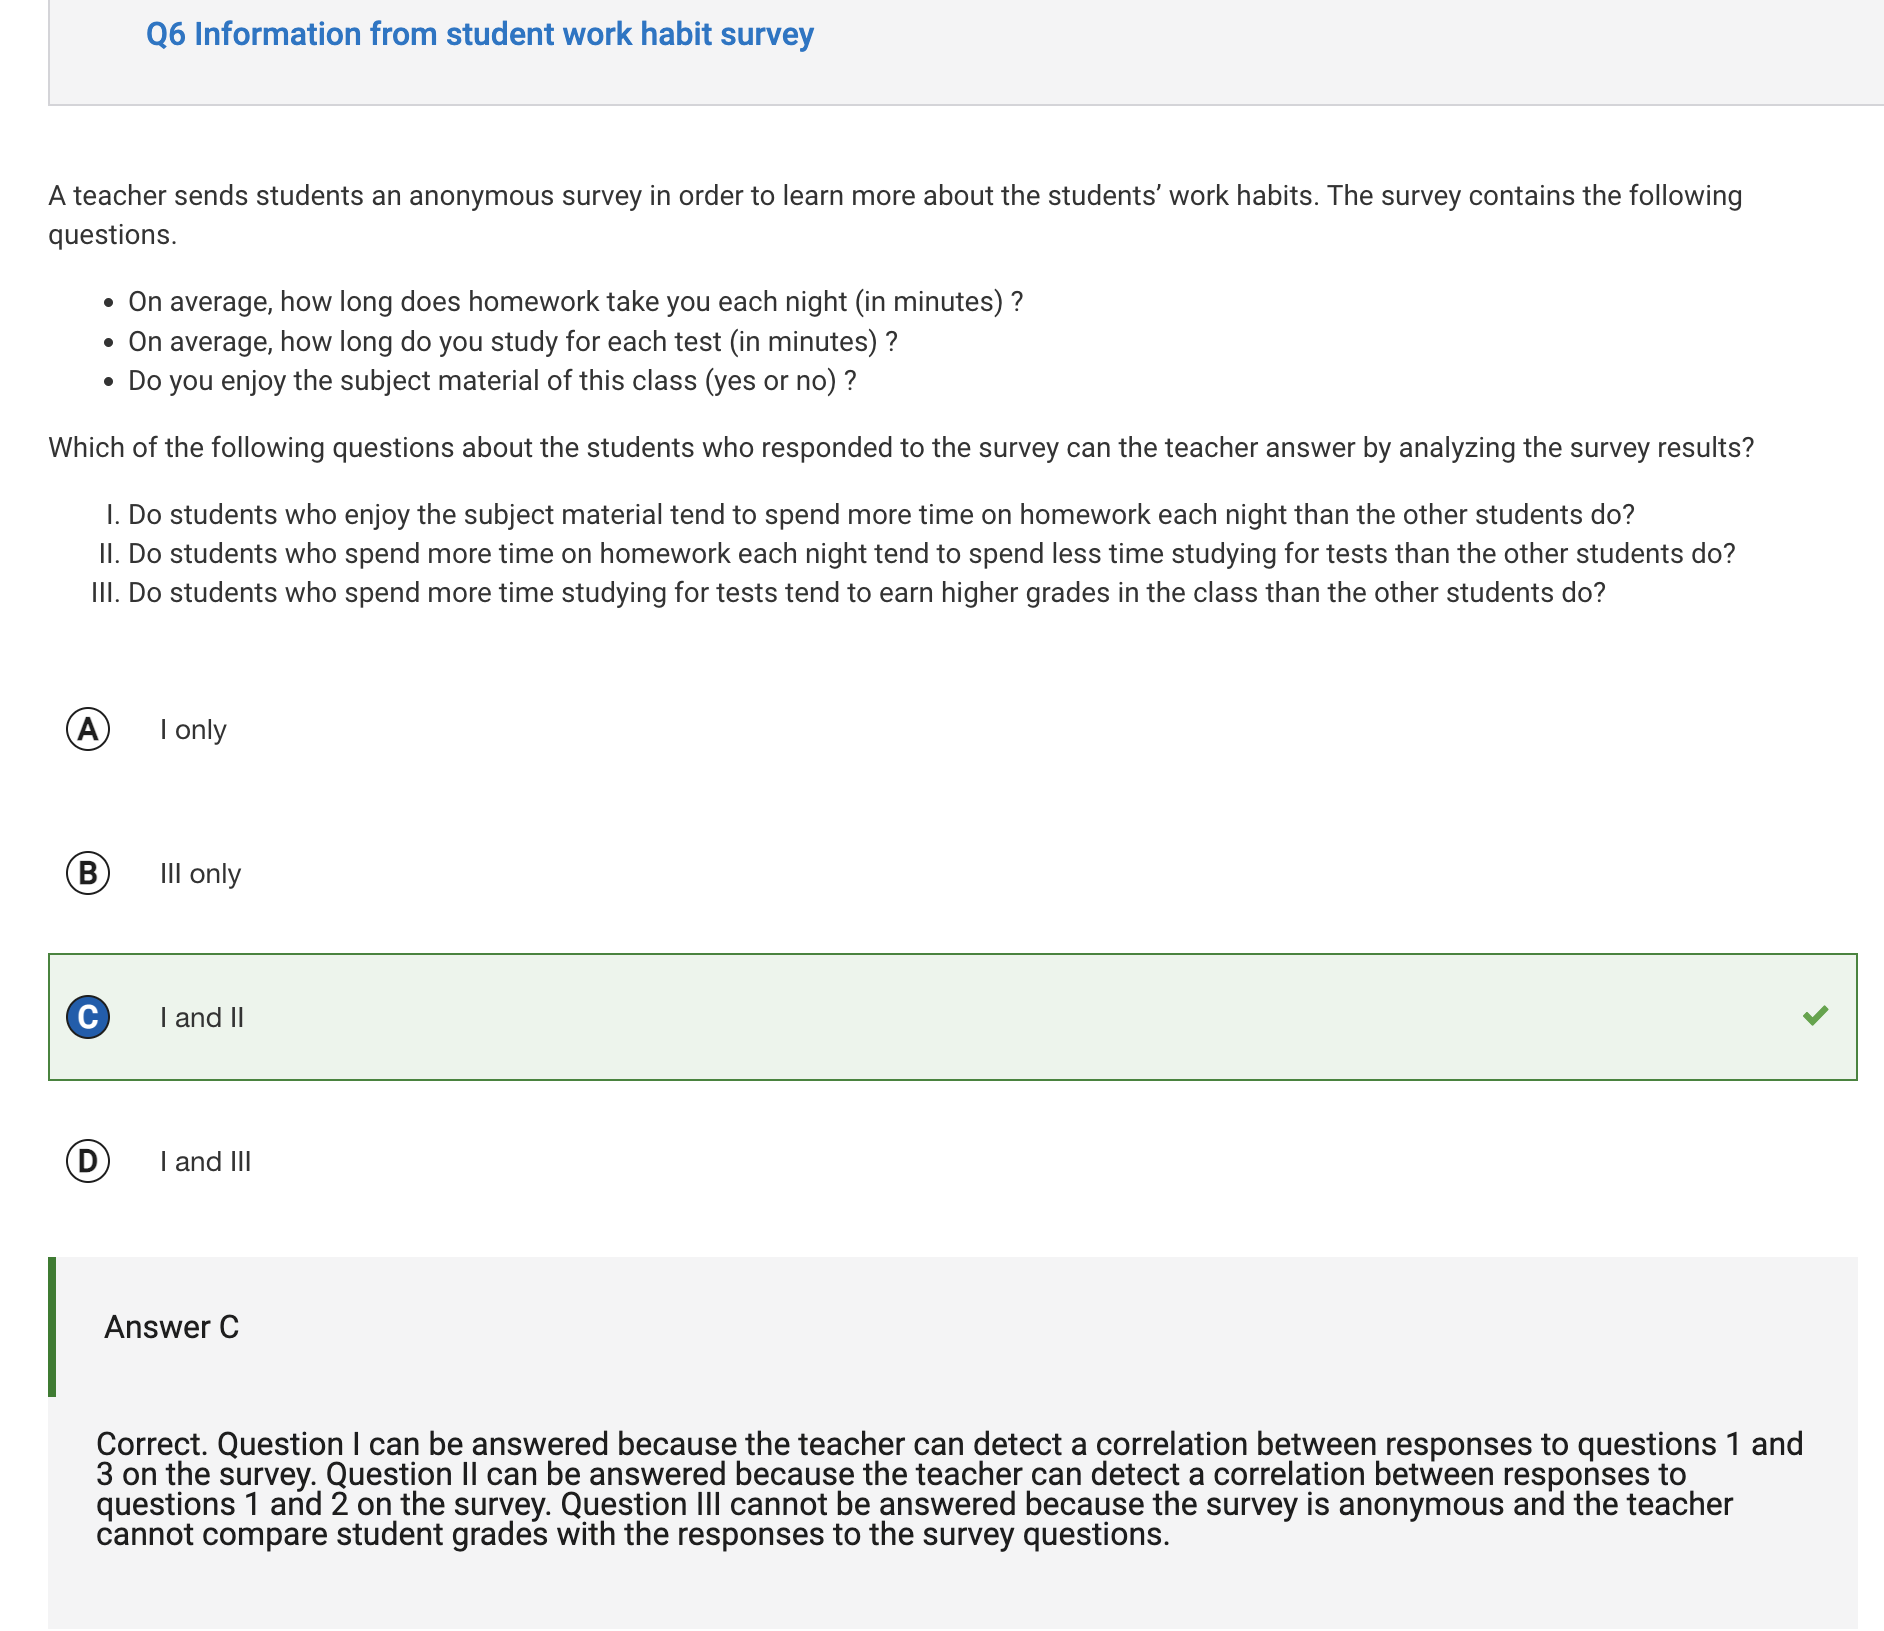 Q6 Information from student work habit survey
A teacher sends students an anonymous survey in order to learn more about the students’ work habits. The survey contains the following
questions.
• On average, how long does homework take you each night (in minutes) ?
• On average, how long do you study for each test (in minutes) ?
• Do you enjoy the subject material of this class (yes or no) ?
Which of the following questions about the students who responded to the survey can the teacher answer by analyzing the survey results?
I. Do students who enjoy the subject material tend to spend more time on homework each night than the other students do?
II. Do students who spend more time on homework each night tend to spend less time studying for tests than the other students do?
III. Do students who spend more time studying for tests tend to earn higher grades in the class than the other students do?
A I only
B III only
C I and II
D I and III
Answer C
Correct. Question I can be answered because the teacher can detect a correlation between responses to questions 1 and
3 on the survey. Question II can be answered because the teacher can detect a correlation between responses to
questions 1 and 2 on the survey. Question III cannot be answered because the survey is anonymous and the teacher
cannot compare student grades with the responses to the survey questions.